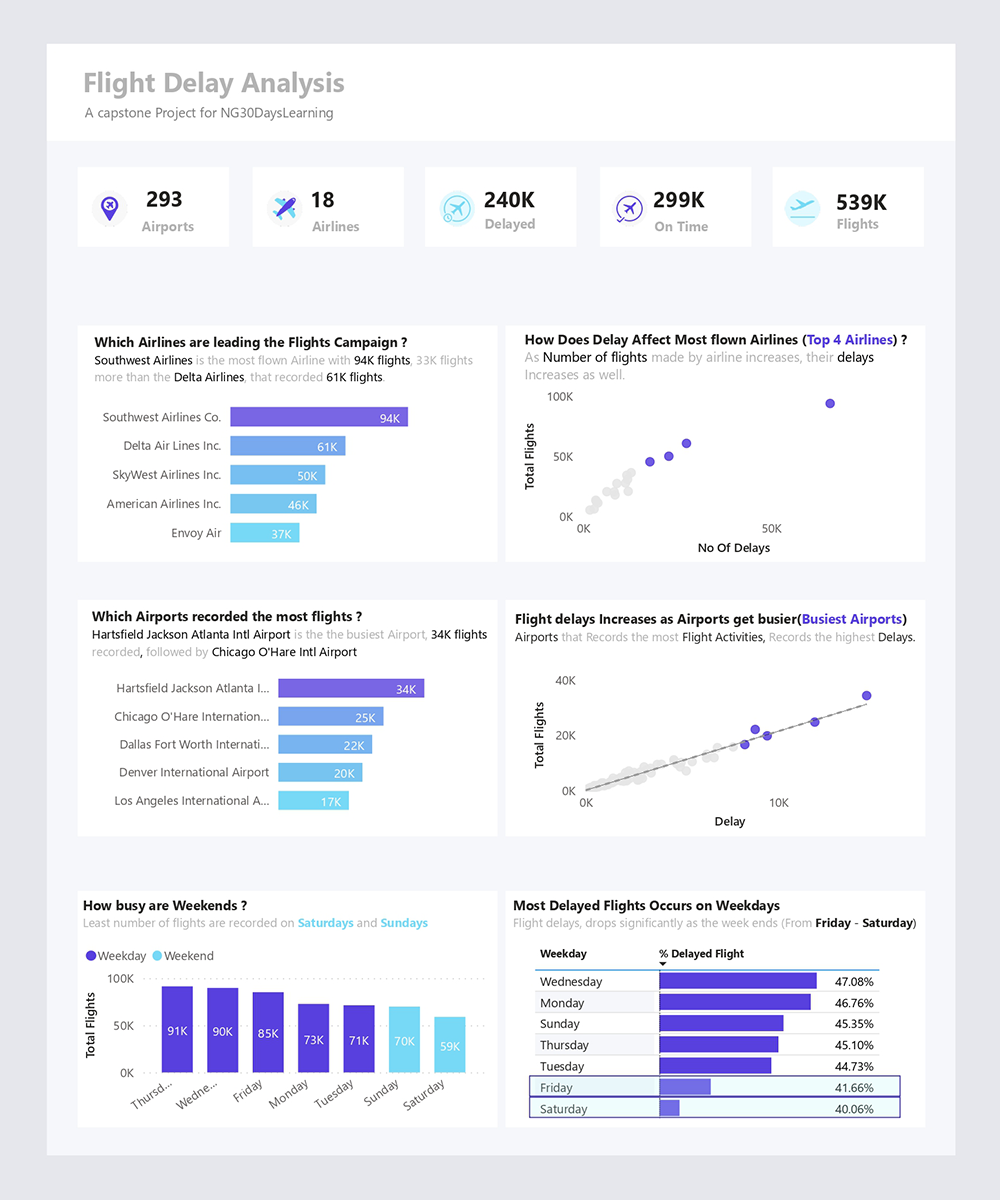 Flight Delay Analysis
A capstone Project for NG30DaysLearning
293
Airports
18
Airlines
240K
Delayed
299K
On Time
539K
Flights
Which Airlines are leading the Flights Campaign ?
Southwest Airlines is the most flown Airline with 94K flights, 33K flights
more than the Delta Airlines, that recorded 61K flights.
Southwest Airlines Co.
94K
Delta Air Lines Inc.
61K
SkyWest Airlines Inc.
50K
American Airlines Inc.
46K
Envoy Air
37K
How Does Delay Affect Most flown Airlines (Top 4 Airlines) ?
As Number of flights made by airline increases, their delays
Increases as well.
Total Flights
100K
50K
0K
0K
50K
No Of Delays
Which Airports recorded the most flights ?
Hartsfield Jackson Atlanta Intl Airport is the the busiest Airport, 34K flights
recorded, followed by Chicago O'Hare Intl Airport
Hartsfield Jackson Atlanta I...
34K
Chicago O'Hare Internation...
25K
Dallas Fort Worth Internati...
22K
Denver International Airport
20K
Los Angeles International A...
17K
Flight delays Increases as Airports get busier(Busiest Airports)
Airports that Records the most Flight Activities, Records the highest Delays.
Total Flights
40K
20K
0K
0K
10K
Delay
How busy are Weekends ?
Least number of flights are recorded on Saturdays and Sundays
Weekday
Weekend
Total Flights
100K
50K
0K
91K
90K
85K
73K
71K
70K
59K
Thursd...
Wedne...
Friday
Monday
Tuesday
Sunday
Saturday
Most Delayed Flights Occurs on Weekdays
Flight delays, drops significantly as the week ends (From Friday - Saturday)
Weekday
% Delayed Flight
Wednesday
47.08%
Monday
46.76%
Sunday
45.35%
Thursday
45.10%
Tuesday
44.73%
Friday
41.66%
Saturday
40.06%